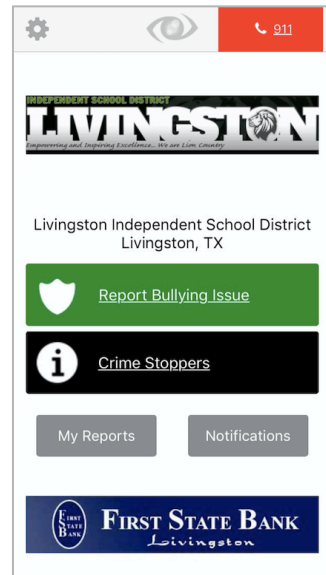 911
INDEPENDENT SCHOOL DISTRICT
LIVINGSTON
Empowering and Inspiring Excellence... We are Lion Country
Livingston Independent School District
Livingston, TX
Report Bullying Issue
i Crime Stoppers
My Reports Notifications
FIRST
STATE
BANK
FIRST STATE BANK
Livingston